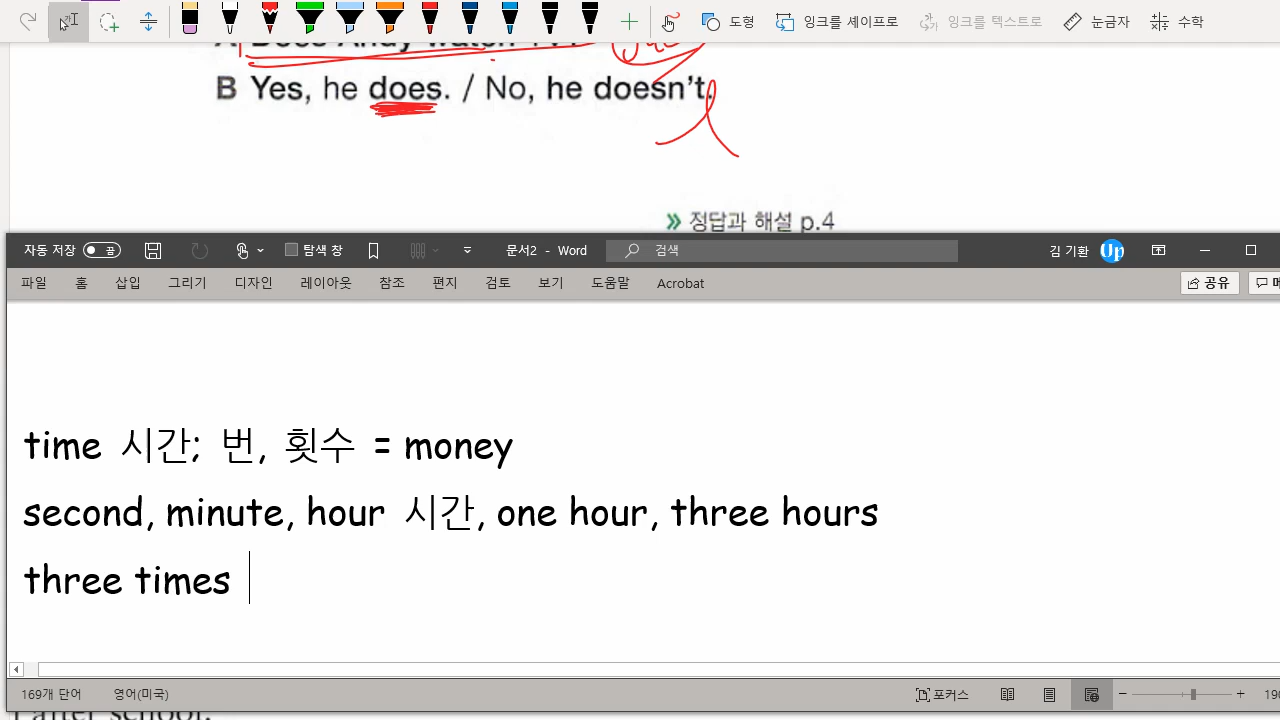 도형 잉크를 셰이프로 잉크를 텍스트로 눈금자 수학
B Yes, he does. / No, he doesn't.
» 정답과 해설 p.4
자동 저장 끔 탐색 창 문서2 - Word 검색 김 기환 Up
파일 홈 삽입 그리기 디자인 레이아웃 참조 편지 검토 보기 도움말 Acrobat 공유
time 시간; 번, 횟수 = money
second, minute, hour 시간, one hour, three hours
three times
169개 단어 영어(미국) 포커스
after school.